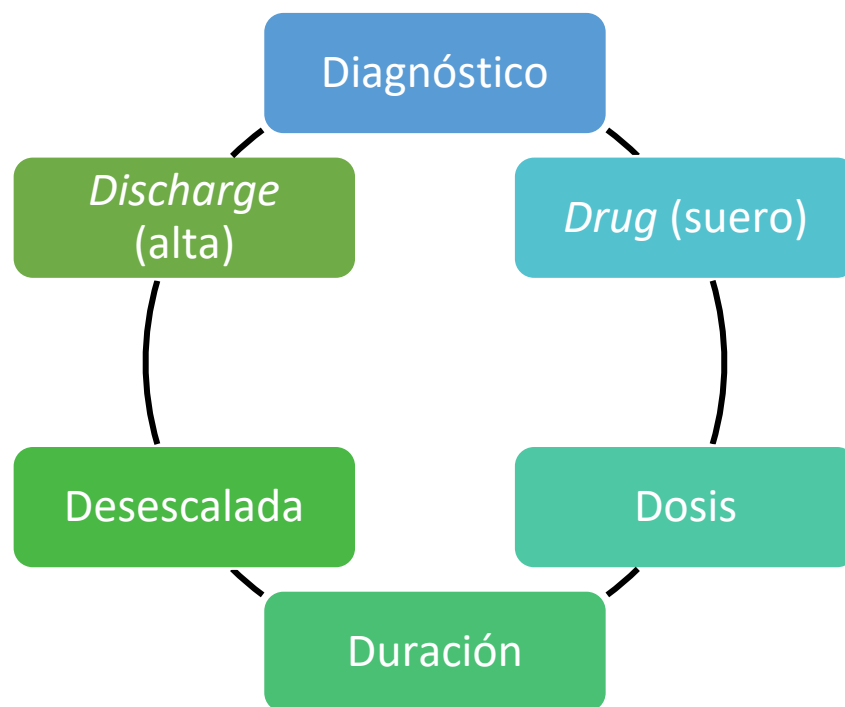 Diagnóstico
Drug (suero)
Dosis
Duración
Desescalada
Discharge
(alta)